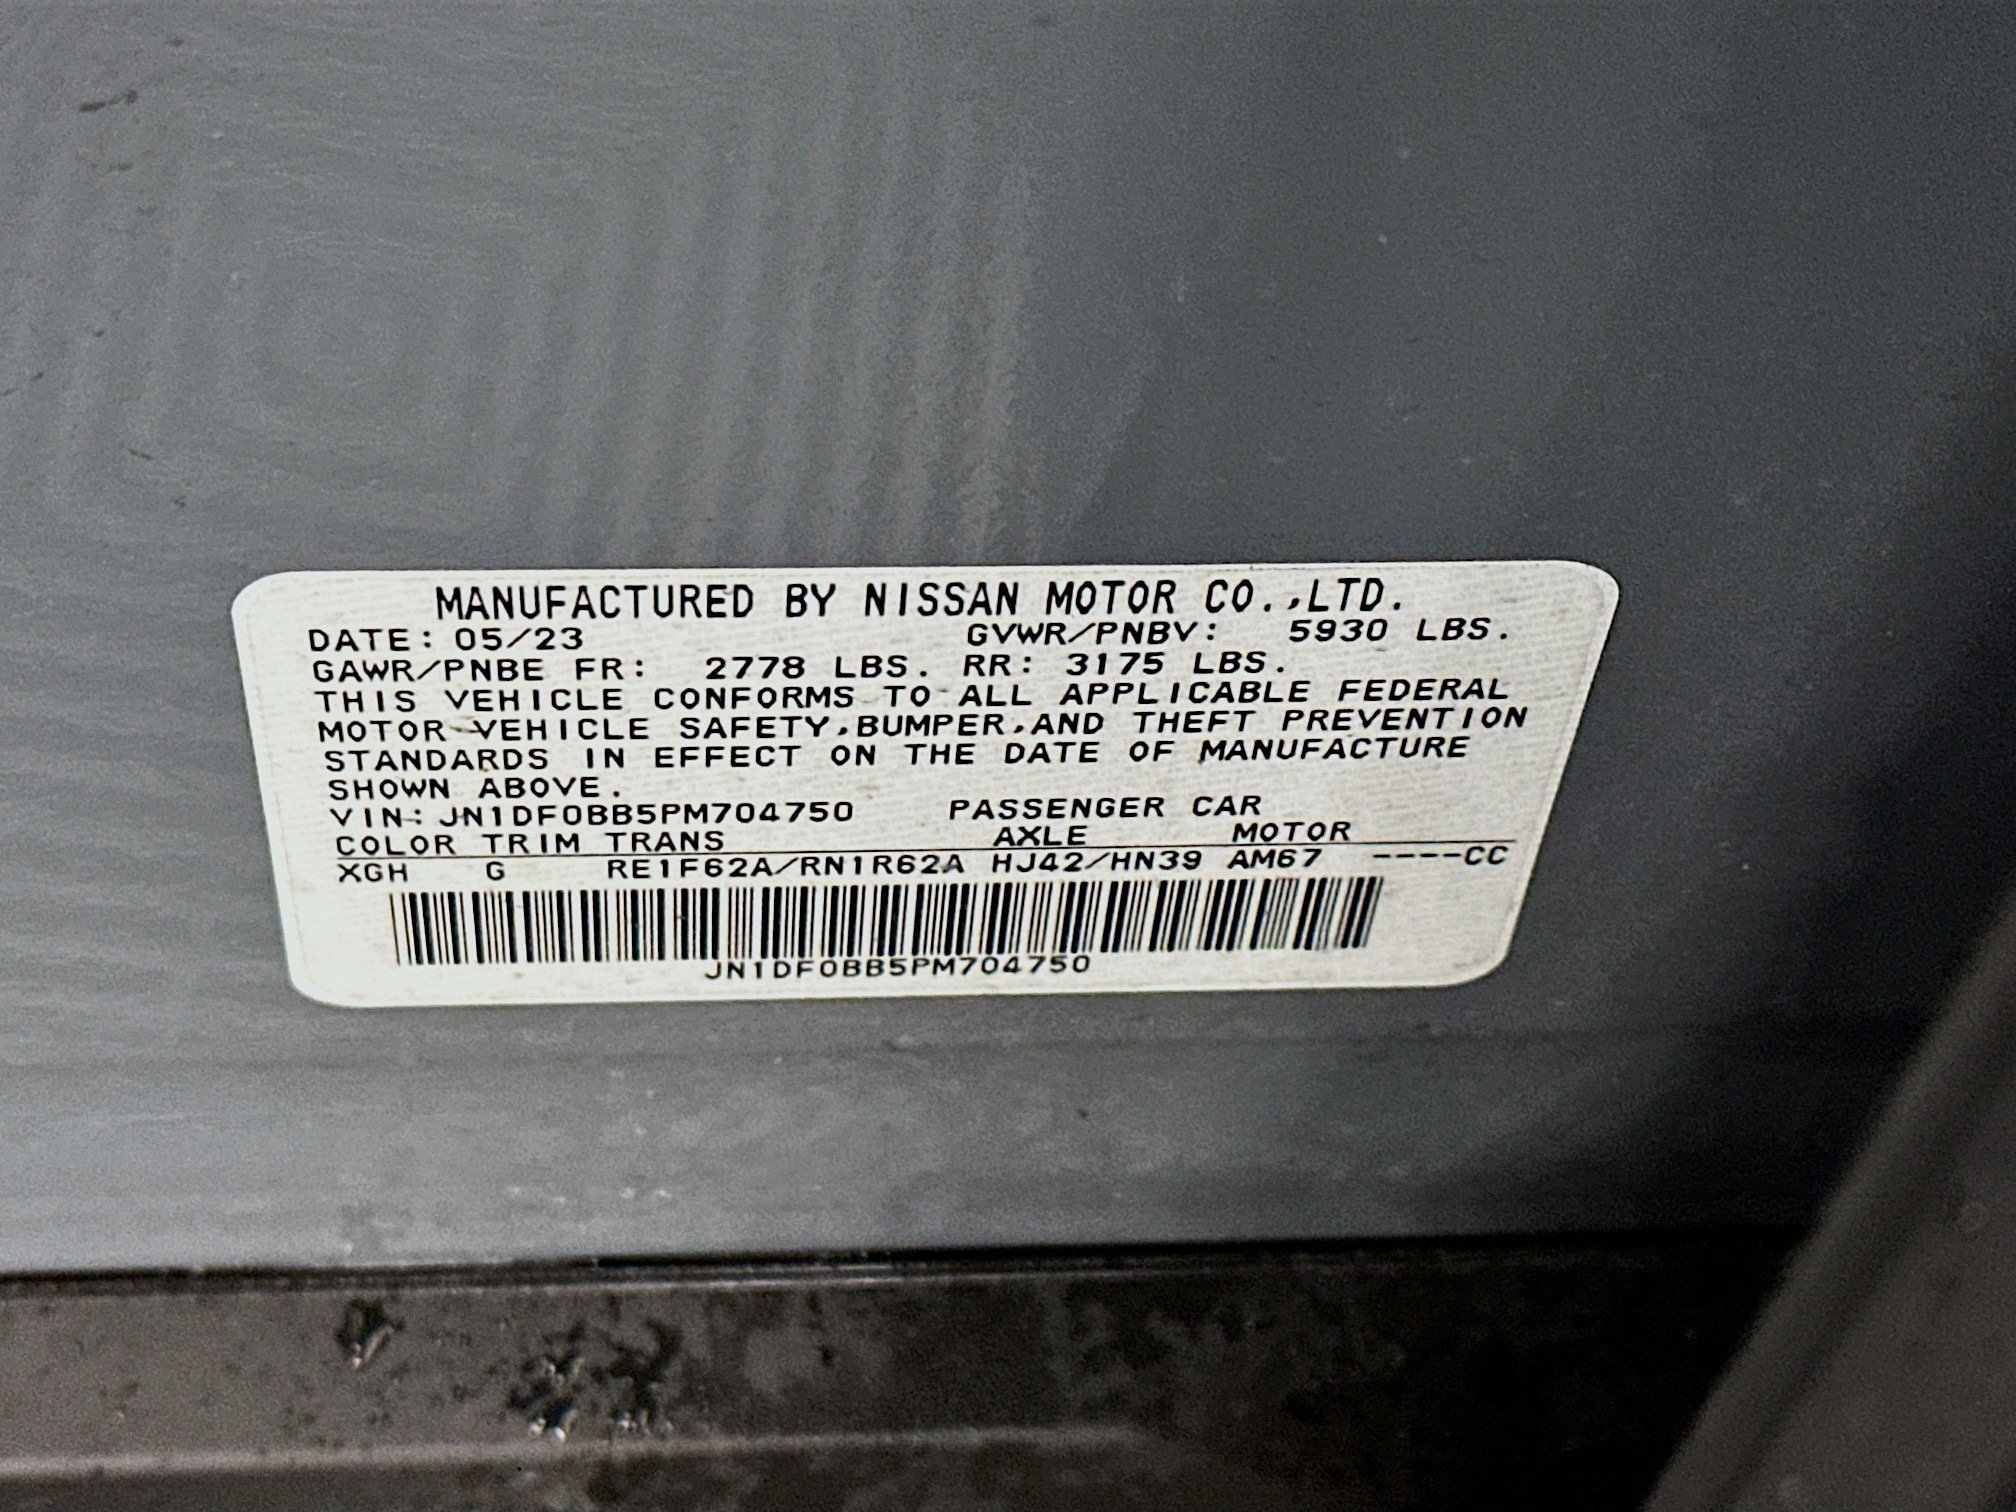 MANUFACTURED BY NISSAN MOTOR CO.,LTD.
DATE: 05/23 GVWR/PNBV: 5930 LBS.
GAWR/PNBE FR: 2778 LBS. RR: 3175 LBS.
THIS VEHICLE CONFORMS TO ALL APPLICABLE FEDERAL
MOTOR VEHICLE SAFETY,BUMPER,AND THEFT PREVENTION
STANDARDS IN EFFECT ON THE DATE OF MANUFACTURE
SHOWN ABOVE.
VIN: JN1DF0BB5PM704750 PASSENGER CAR
COLOR TRIM TRANS AXLE MOTOR
XGH G RE1F62A/RN1R62A HJ42/HN39 AM67 ----CC
JN1DF0BB5PM704750